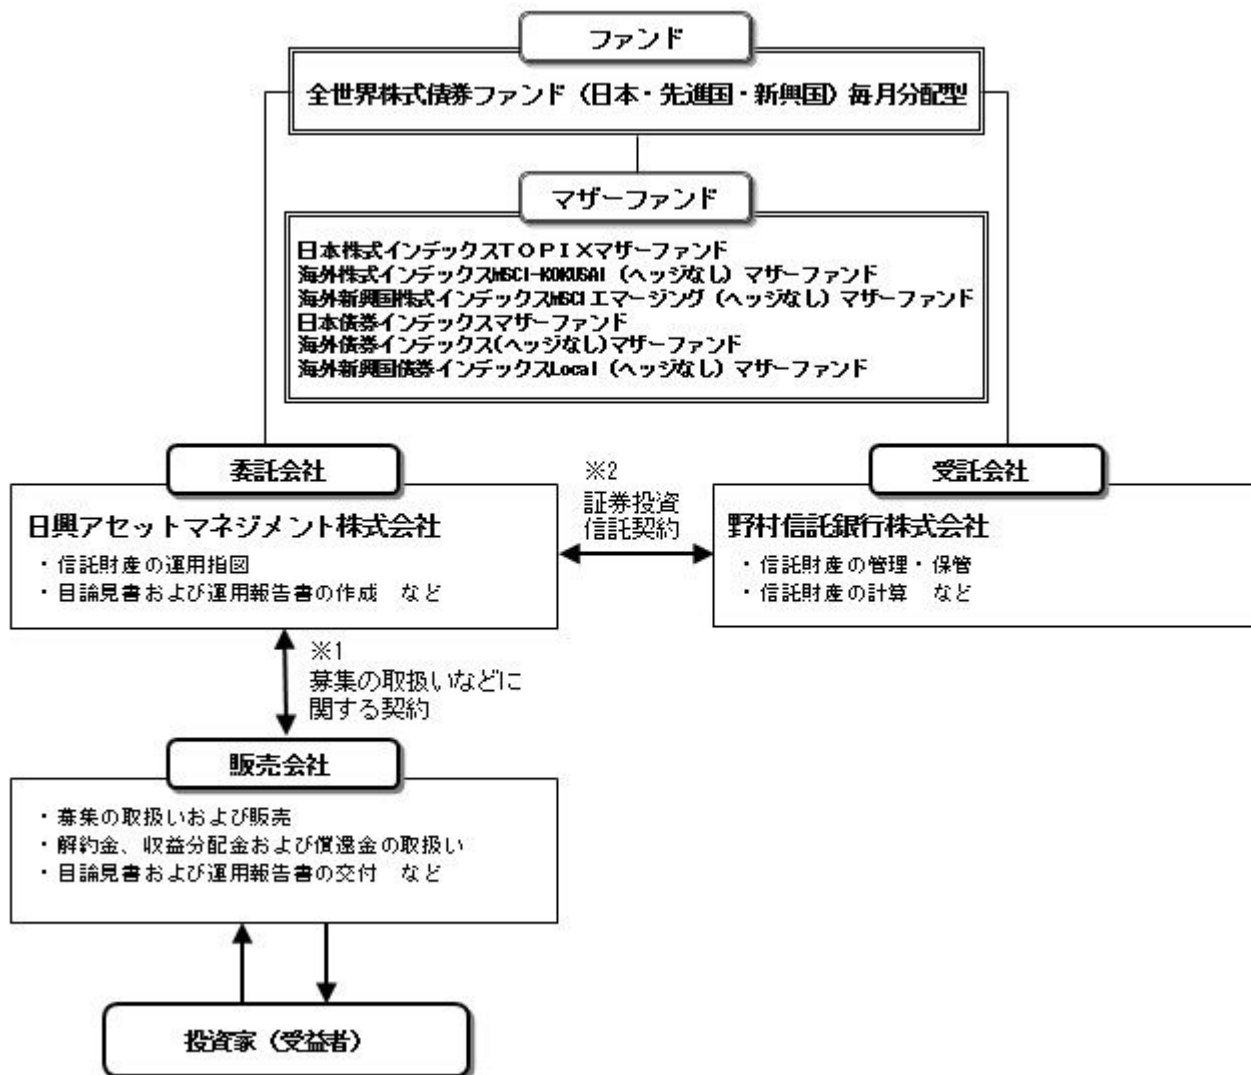 ファンド
全世界株式債券ファンド（日本・先進国・新興国）毎月分配型
マザーファンド
日本株式インデックスＴＯＰＩＸマザーファンド
海外株式インデックスMSCI-KOKUSAI（ヘッジなし）マザーファンド
海外新興国株式インデックスMSCIエマージング（ヘッジなし）マザーファンド
日本債券インデックスマザーファンド
海外債券インデックス(ヘッジなし)マザーファンド
海外新興国債券インデックスLocal（ヘッジなし）マザーファンド
委託会社
日興アセットマネジメント株式会社
・信託財産の運用指図
・目論見書および運用報告書の作成　など
※2
証券投資
信託契約
受託会社
野村信託銀行株式会社
・信託財産の管理・保管
・信託財産の計算　など
※1
募集の取扱いなどに
関する契約
販売会社
・募集の取扱いおよび販売
・解約金、収益分配金および償還金の取扱い
・目論見書および運用報告書の交付　など
投資家（受益者）